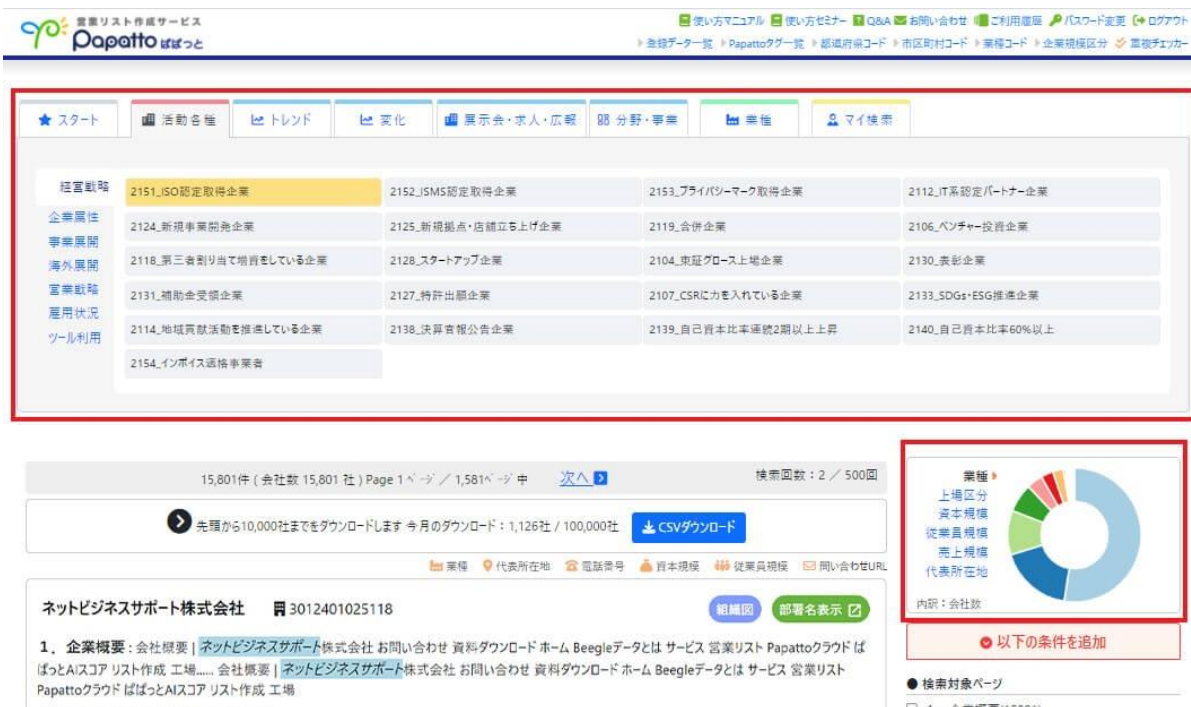 営業リスト作成サービス
Papatto ぱぱっと
使い方マニュアル 使い方セミナー Q&A お問い合わせ ご利用履歴 パスワード変更 ログアウト
登録データ一覧 Papattoタグ一覧 都道府県コード 市区町村コード 業種コード 企業規模区分 重複チェッカー
スタート 活動各種 トレンド 変化 展示会・求人・広報 分野・事業 業種 マイ検索
経営戦略
企業属性
事業展開
海外展開
営業戦略
雇用状況
ツール利用
2151_ISO認定取得企業 2152_ISMS認定取得企業 2153_プライバシーマーク取得企業 2112_IT系認定パートナー企業
2124_新規事業開発企業 2125_新規拠点・店舗立ち上げ企業 2119_合併企業 2106_ベンチャー投資企業
2118_第三者割り当て増資をしている企業 2128_スタートアップ企業 2104_東証グロース上場企業 2130_表彰企業
2131_補助金受領企業 2127_特許出願企業 2107_CSRに力を入れている企業 2133_SDGs・ESG推進企業
2114_地域貢献活動を推進している企業 2138_決算官報公告企業 2139_自己資本比率連続2期以上上昇 2140_自己資本比率60%以上
2154_インボイス適格事業者
15,801件 ( 会社数 15,801 社 ) Page 1 ページ / 1,581ページ 中 次へ 検索回数：2 / 500回
先頭から10,000社までをダウンロードします 今月のダウンロード：1,126社 / 100,000社 CSVダウンロード
業種 代表所在地 電話番号 資本規模 従業員規模 問い合わせURL
ネットビジネスサポート株式会社 3012401025118 組織図 部署名表示
1．企業概要 : 会社概要 | ネットビジネスサポート株式会社 お問い合わせ 資料ダウンロード ホーム Beegleデータとは サービス 営業リスト Papattoクラウド ぱ
ぱっとAIスコア リスト作成 工場...... 会社概要 | ネットビジネスサポート株式会社 お問い合わせ 資料ダウンロード ホーム Beegleデータとは サービス 営業リスト
Papattoクラウド ぱぱっとAIスコア リスト作成 工場
業種
上場区分
資本規模
従業員規模
売上規模
代表所在地
内訳：会社数
以下の条件を追加
● 検索対象ページ